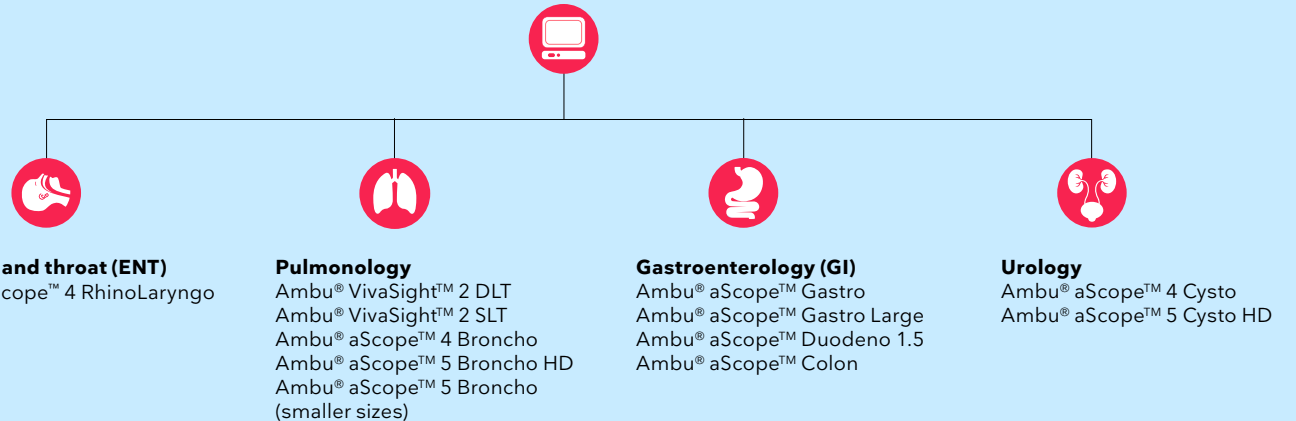 and throat (ENT)
cope™ 4 RhinoLaryngo
Pulmonology
Ambu® VivaSight™ 2 DLT
Ambu® VivaSight™ 2 SLT
Ambu® aScope™ 4 Broncho
Ambu® aScope™ 5 Broncho HD
Ambu® aScope™ 5 Broncho
(smaller sizes)
Gastroenterology (GI)
Ambu® aScope™ Gastro
Ambu® aScope™ Gastro Large
Ambu® aScope™ Duodeno 1.5
Ambu® aScope™ Colon
Urology
Ambu® aScope™ 4 Cysto
Ambu® aScope™ 5 Cysto HD